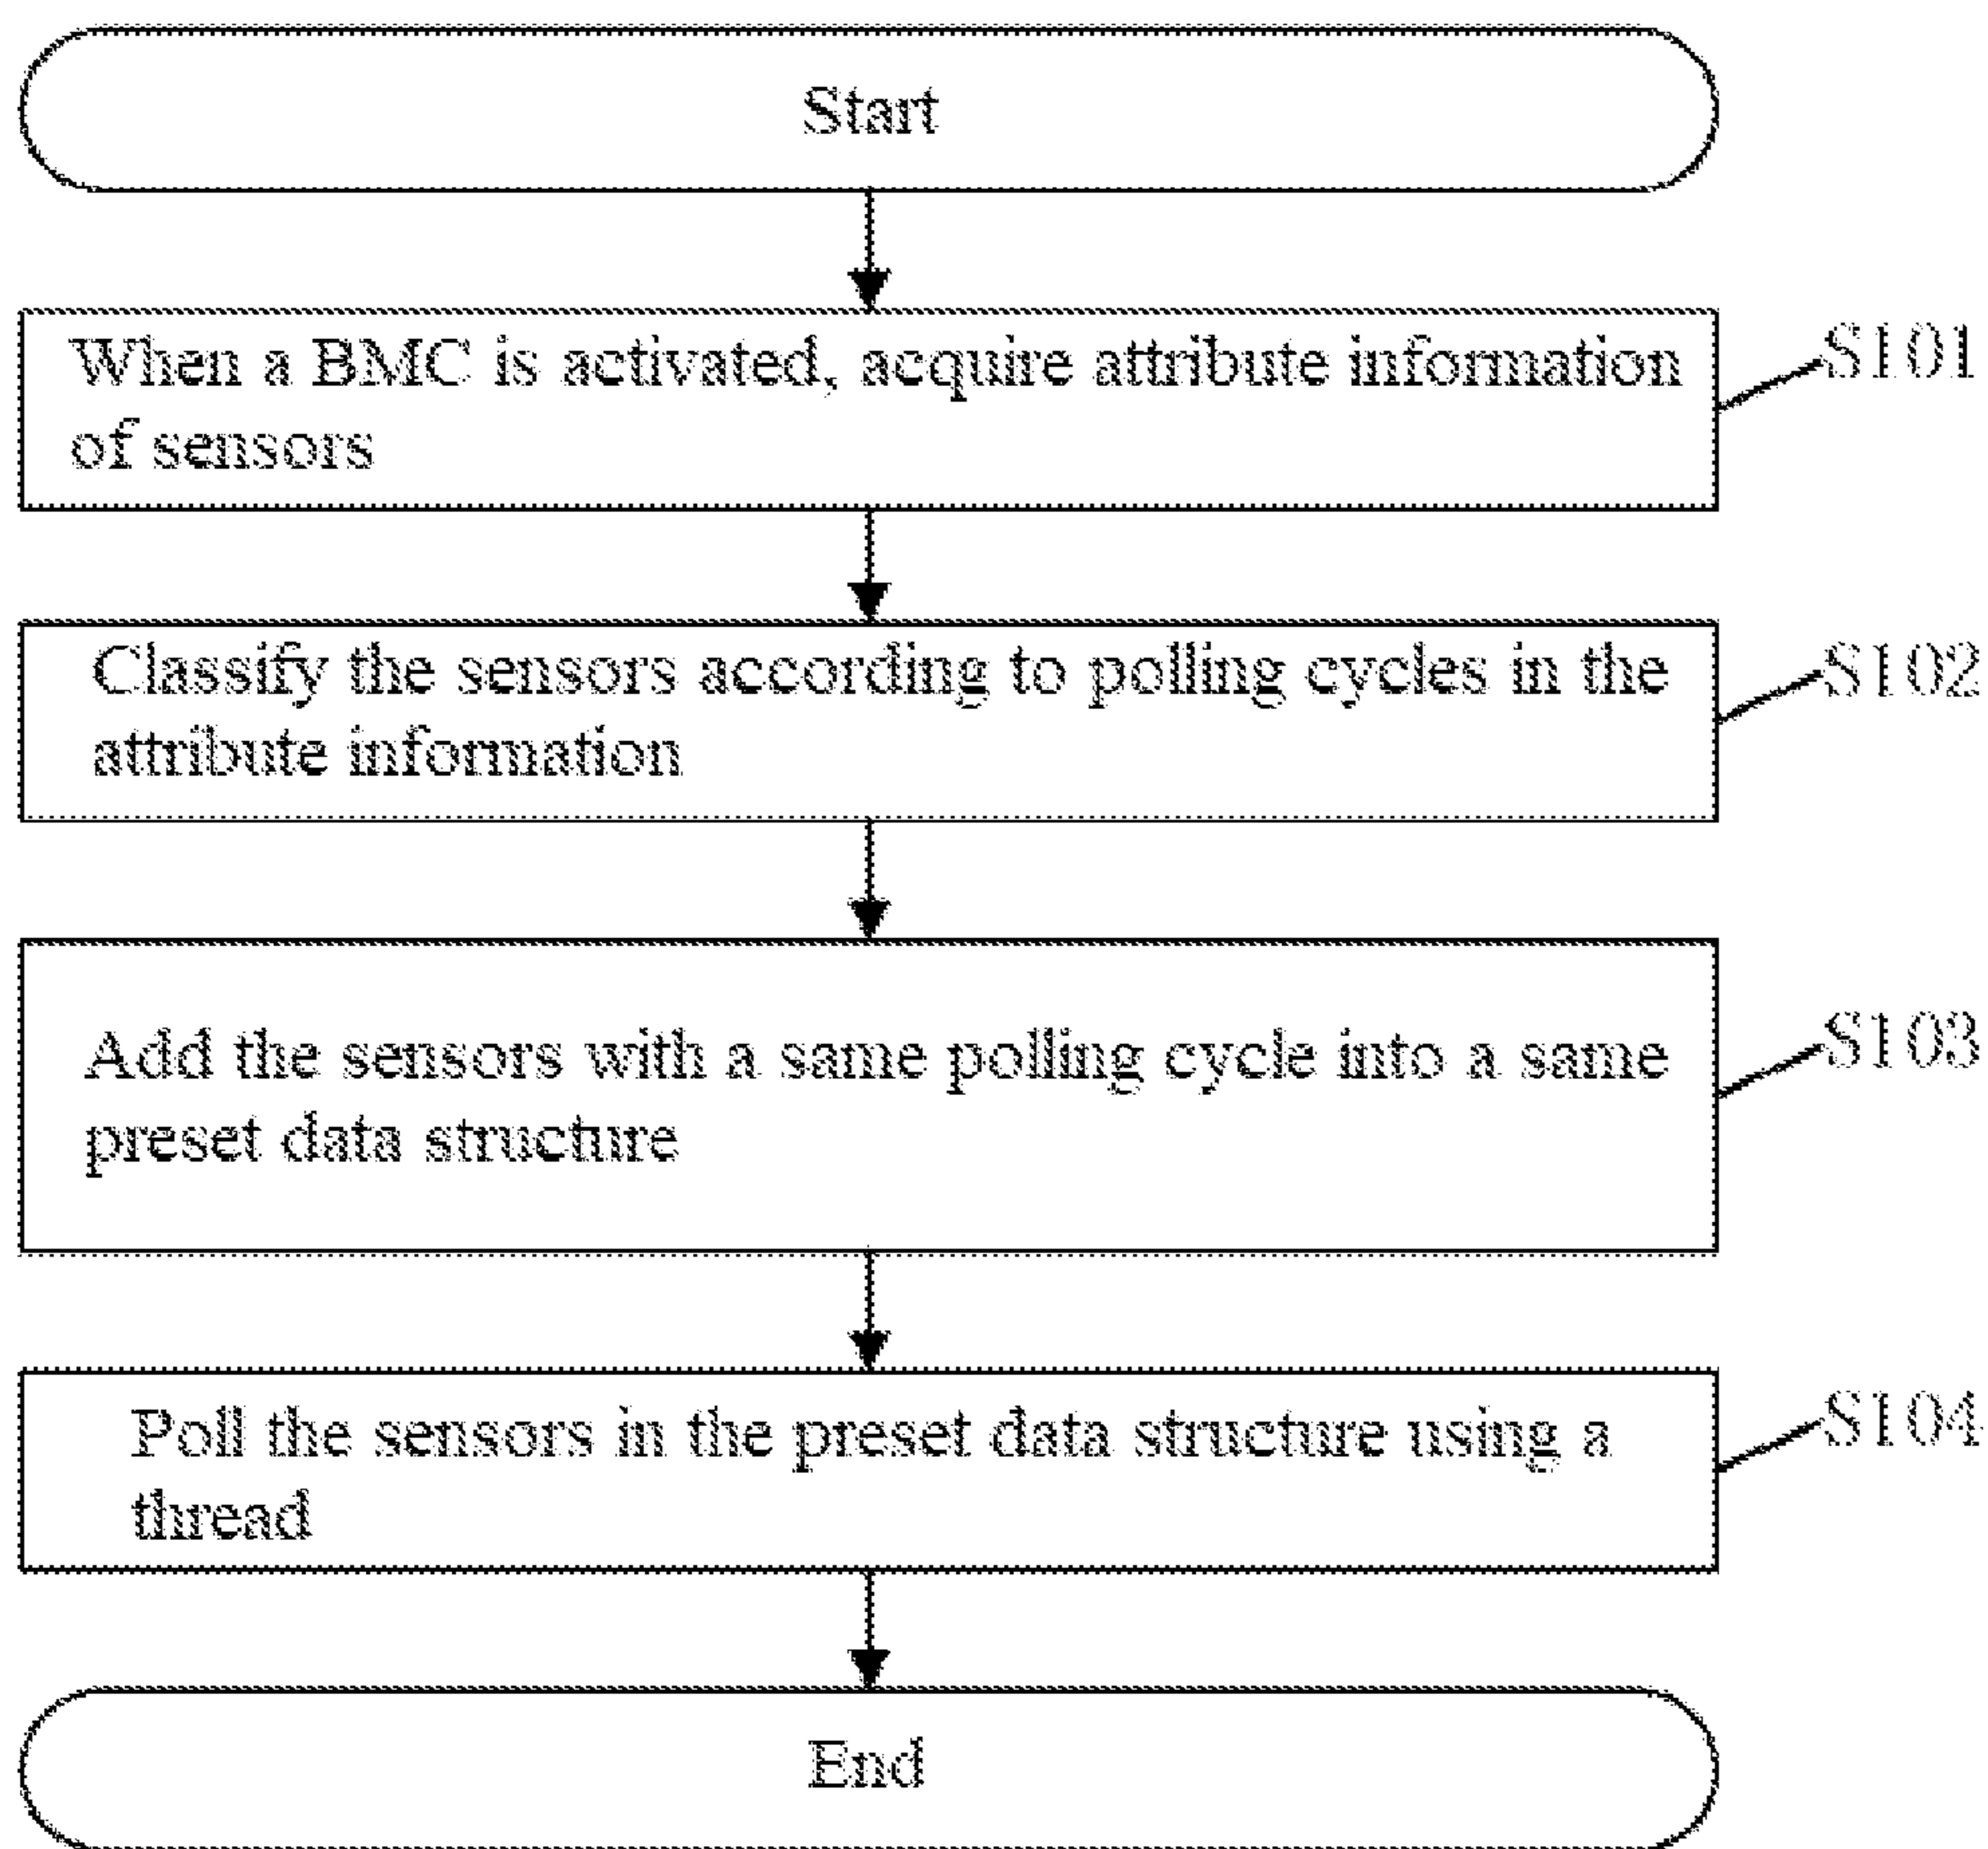 Start
When a BMC is activated, acquire attribute information
of sensors
S101
Classify the sensors according to polling cycles in the
attribute information
S102
Add the sensors with a same polling cycle into a same
preset data structure
S103
Poll the sensors in the preset data structure using a
thread
S104
End